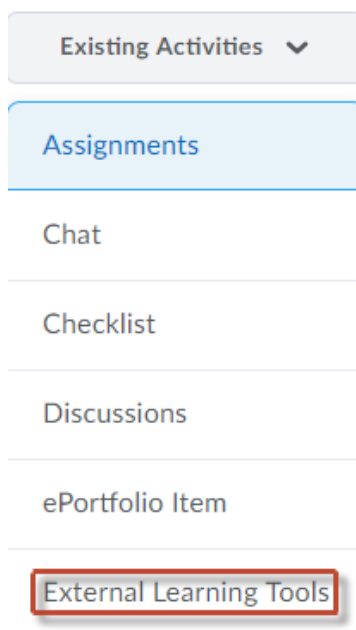 Existing Activities
Assignments
Chat
Checklist
Discussions
ePortfolio Item
External Learning Tools